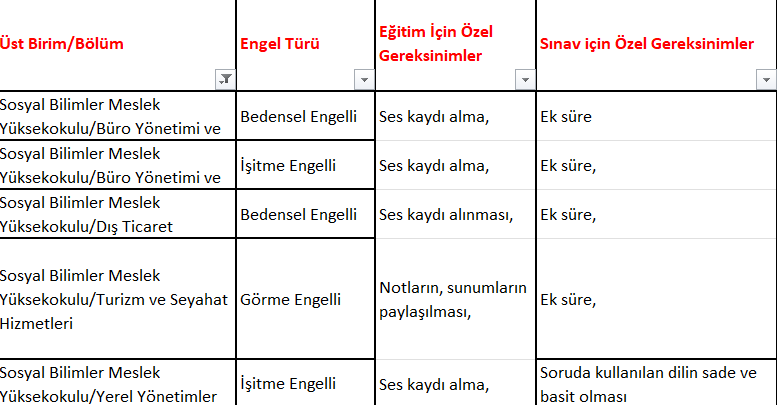 Üst Birim/Bölüm
Engel Türü
Eğitim İçin Özel
Gereksinimler
Sınav için Özel Gereksinimler
Sosyal Bilimler Meslek
Yüksekokulu/Büro Yönetimi ve
Bedensel Engelli
Ses kaydı alma,
Ek süre
Sosyal Bilimler Meslek
Yüksekokulu/Büro Yönetimi ve
İşitme Engelli
Ses kaydı alma,
Ek süre,
Sosyal Bilimler Meslek
Yüksekokulu/Dış Ticaret
Bedensel Engelli
Ses kaydı alınması,
Ek süre,
Sosyal Bilimler Meslek
Yüksekokulu/Turizm ve Seyahat
Hizmetleri
Görme Engelli
Notların, sunumların
paylaşılması,
Ek süre,
Sosyal Bilimler Meslek
Yüksekokulu/Yerel Yönetimler
İşitme Engelli
Ses kaydı alma,
Soruda kullanılan dilin sade ve
basit olması